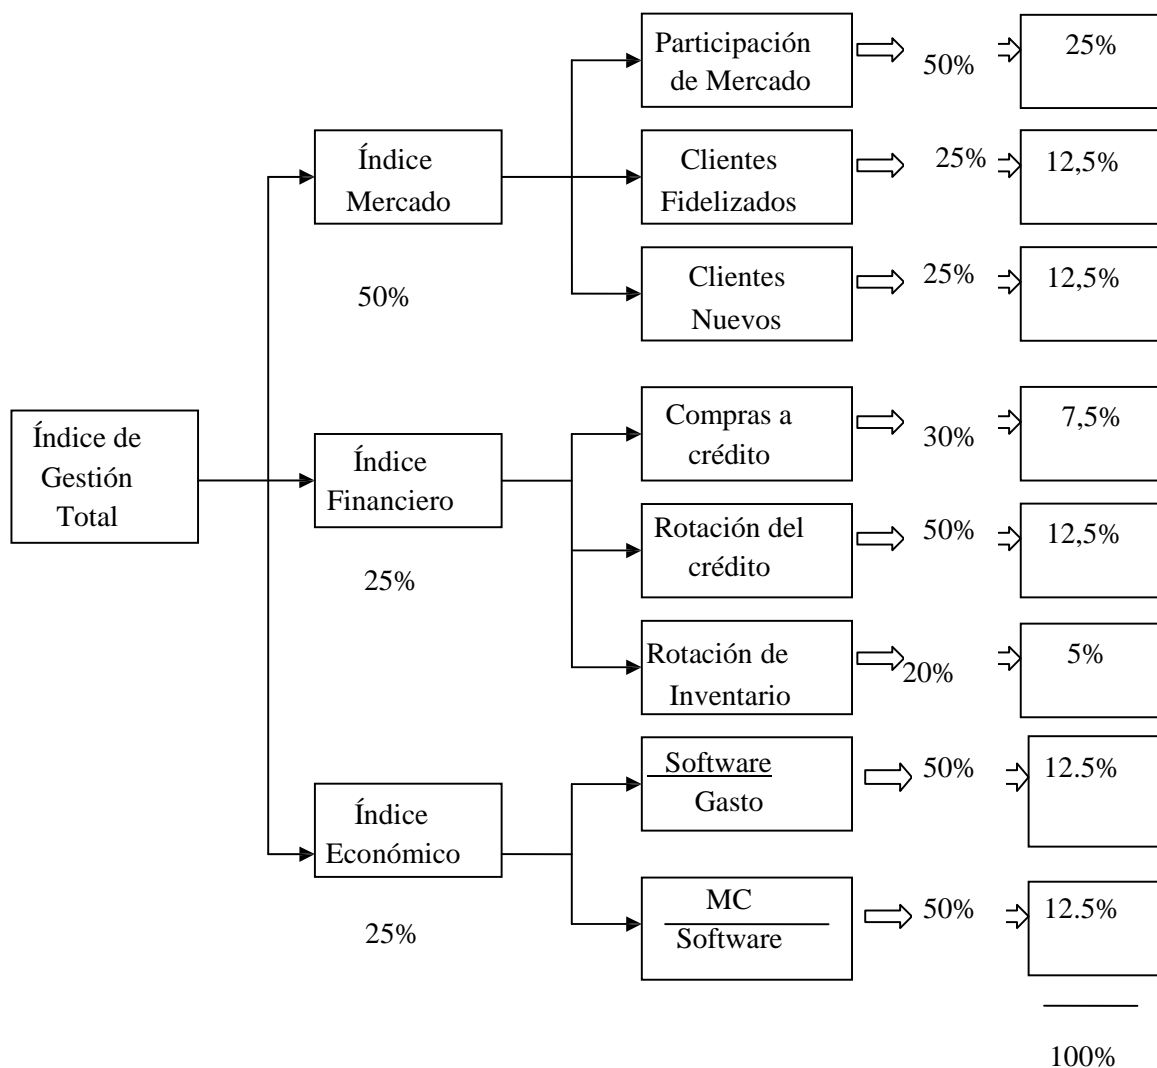 Participación
de Mercado
50%
25%
Índice
Mercado
50%
Clientes
Fidelizados
25%
12,5%
Clientes
Nuevos
25%
12,5%
Índice de
Gestión
Total
Índice
Financiero
25%
Compras a
crédito
30%
7,5%
Rotación del
crédito
50%
12,5%
Rotación de
Inventario
20%
5%
Índice
Económico
25%
Software
Gasto
50%
12.5%
MC
Software
50%
12.5%
100%